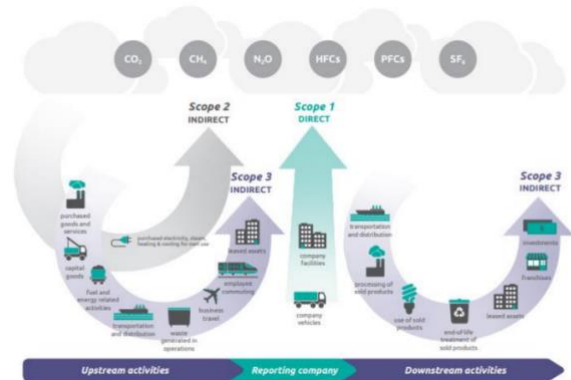 CO₂ CH₄ N₂O HFCs PFCs SF₆
Scope 2
INDIRECT
Scope 1
DIRECT
Scope 3
INDIRECT
Scope 3
INDIRECT
purchased
goods and
services
capital
goods
fuel and
energy related
activities
transportation
and distribution
waste
generated in
operations
business
travel
employee
commuting
leased assets
purchased electricity, steam,
heating & cooling for own use
company
facilities
company
vehicles
transportation
and distribution
processing of
sold products
use of sold
products
end-of-life
treatment of
sold products
leased assets
franchises
investments
Upstream activities
Reporting company
Downstream activities